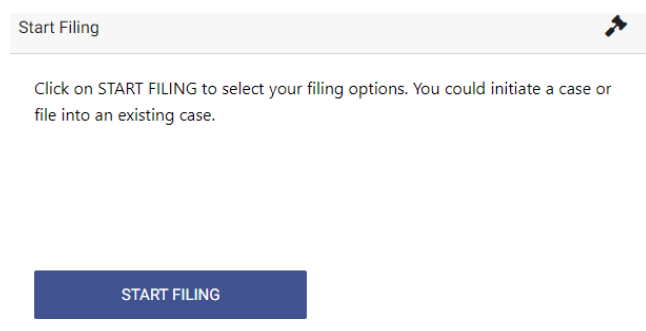 Start Filing
Click on START FILING to select your filing options. You could initiate a case or
file into an existing case.
START FILING